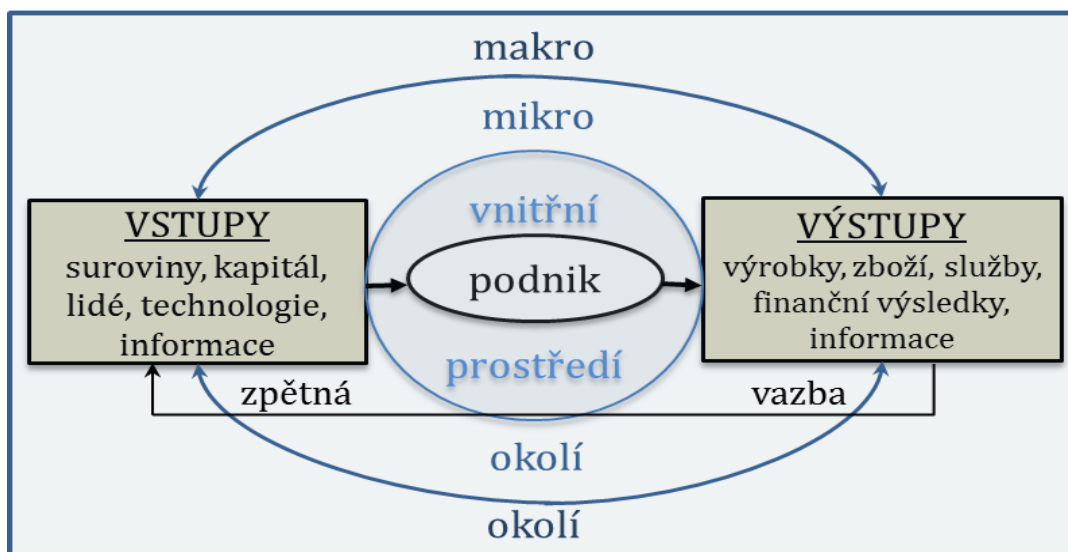 makro
mikro
vnitřní
VSTUPY
suroviny, kapitál,
lidé, technologie,
informace
podnik
VÝSTUPY
výrobky, zboží, služby,
finanční výsledky,
informace
prostředí
zpětná
vazba
okolí
okolí